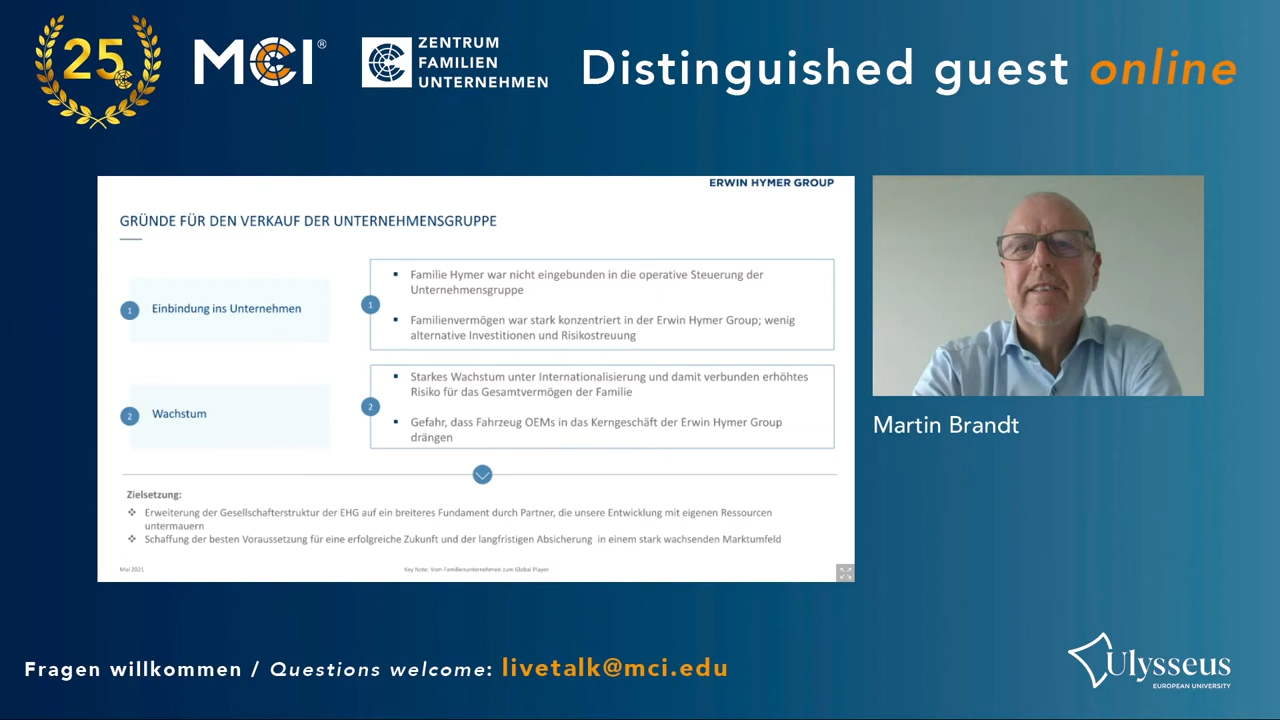 25
MCI®
ZENTRUM
FAMILIEN
UNTERNEHMEN
Distinguished guest online
ERWIN HYMER GROUP
GRÜNDE FÜR DEN VERKAUF DER UNTERNEHMENSGRUPPE
1 Einbindung ins Unternehmen
1
▪ Familie Hymer war nicht eingebunden in die operative Steuerung der
Unternehmensgruppe
▪ Familienvermögen war stark konzentriert in der Erwin Hymer Group; wenig
alternative Investitionen und Risikostreuung
2 Wachstum
2
▪ Starkes Wachstum unter Internationalisierung und damit verbunden erhöhtes
Risiko für das Gesamtvermögen der Familie
▪ Gefahr, dass Fahrzeug OEMs in das Kerngeschäft der Erwin Hymer Group
drängen
Zielsetzung:
❖ Erweiterung der Gesellschafterstruktur der EHG auf ein breiteres Fundament durch Partner, die unsere Entwicklung mit eigenen Ressourcen
untermauern
❖ Schaffung der besten Voraussetzung für eine erfolgreiche Zukunft und der langfristigen Absicherung in einem stark wachsenden Marktumfeld
Mai 2021
Key Note: Vom Familienunternehmen zum Global Player
Martin Brandt
Fragen willkommen / Questions welcome: livetalk@mci.edu
Ulysseus
EUROPEAN UNIVERSITY